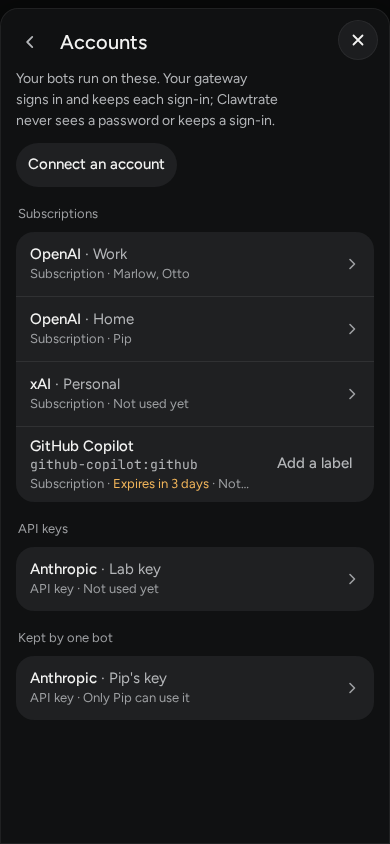 Accounts
Your bots run on these. Your gateway
signs in and keeps each sign-in; Clawtrate
never sees a password or keeps a sign-in.
Connect an account
Subscriptions
OpenAI · Work
Subscription · Marlow, Otto
OpenAI · Home
Subscription · Pip
xAI · Personal
Subscription · Not used yet
GitHub Copilot
github-copilot:github
Add a label
Subscription · Expires in 3 days · Not...
API keys
Anthropic · Lab key
API key · Not used yet
Kept by one bot
Anthropic · Pip's key
API key · Only Pip can use it